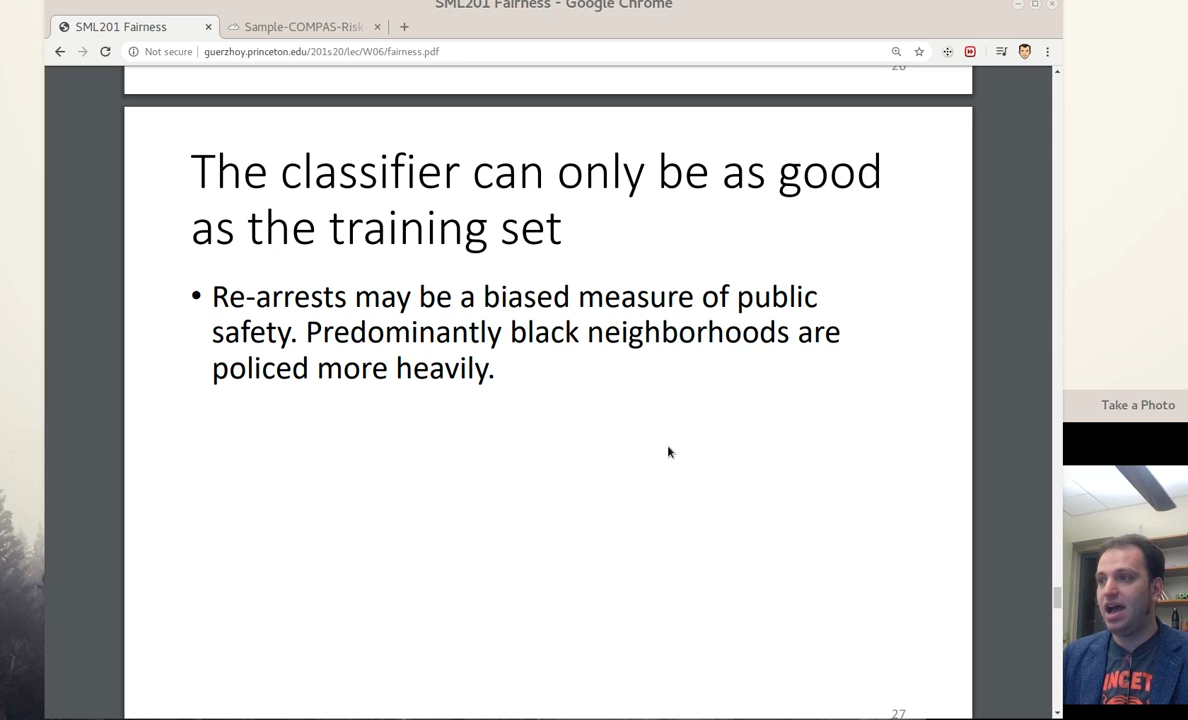 SML201 Fairness - Google Chrome
SML201 Fairness
Sample-COMPAS-Risk
Not secure
guerzhoy.princeton.edu/201s20/lec/W06/fairness.pdf
26
The classifier can only be as good
as the training set
• Re-arrests may be a biased measure of public
safety. Predominantly black neighborhoods are
policed more heavily.
27
Take a Photo
INCET